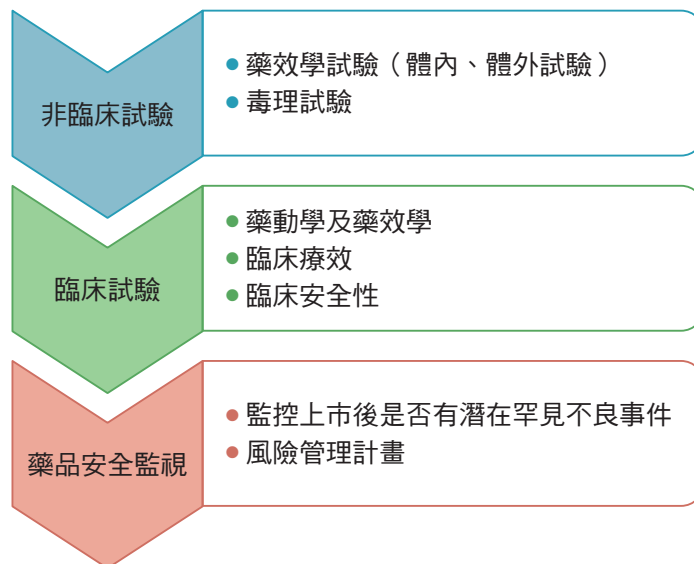 非臨床試驗
● 藥效學試驗（體內、體外試驗）
● 毒理試驗
臨床試驗
● 藥動學及藥效學
● 臨床療效
● 臨床安全性
藥品安全監視
● 監控上市後是否有潛在罕見不良事件
● 風險管理計畫